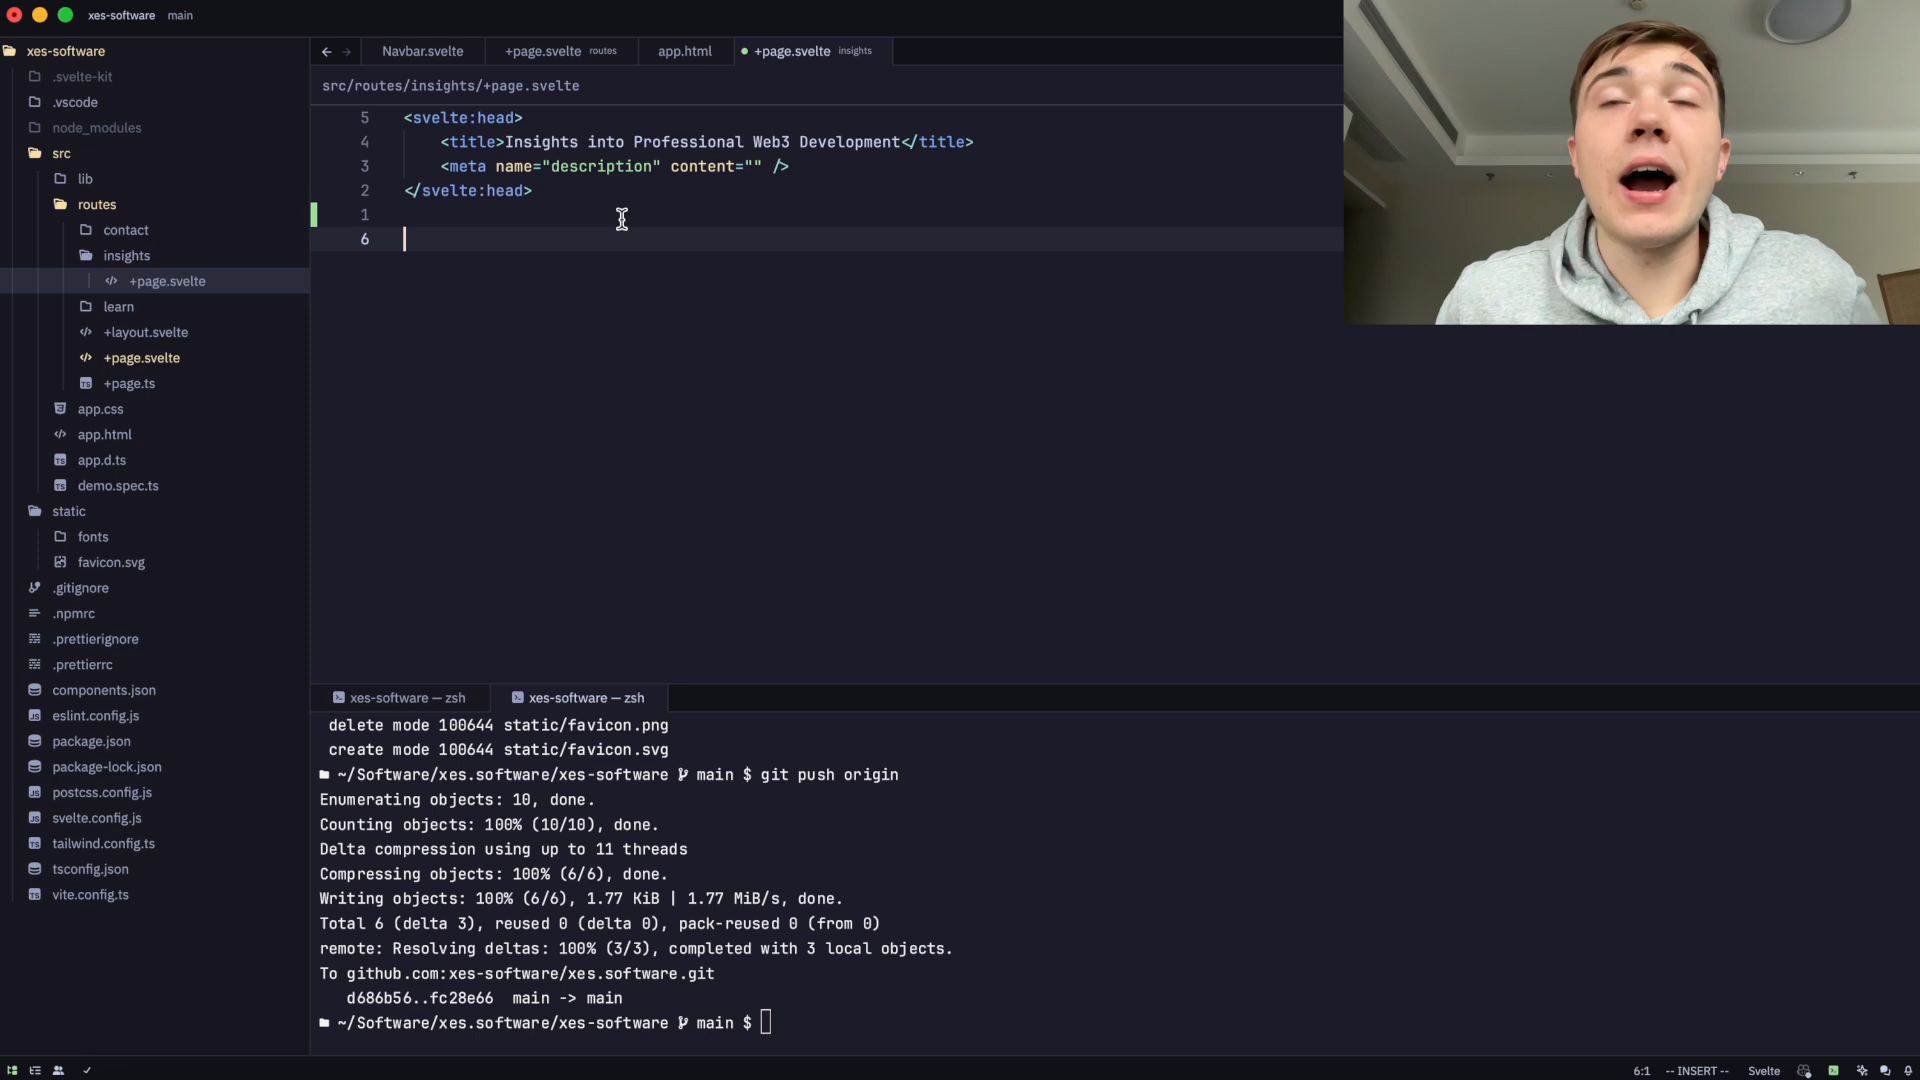 xes-software main
xes-software
.svelte-kit
.vscode
node_modules
src
lib
routes
contact
insights
+page.svelte
learn
+layout.svelte
+page.svelte
+page.ts
app.css
app.html
app.d.ts
demo.spec.ts
static
fonts
favicon.svg
.gitignore
.npmrc
.prettierignore
.prettierrc
components.json
eslint.config.js
package.json
package-lock.json
postcss.config.js
svelte.config.js
tailwind.config.ts
tsconfig.json
vite.config.ts
Navbar.svelte +page.svelte routes app.html +page.svelte insights
src/routes/insights/+page.svelte
5 <svelte:head>
4 <title>Insights into Professional Web3 Development</title>
3 <meta name="description" content="" />
2 </svelte:head>
1
6
xes-software — zsh xes-software — zsh
delete mode 100644 static/favicon.png
create mode 100644 static/favicon.svg
~/Software/xes.software/xes-software main $ git push origin
Enumerating objects: 10, done.
Counting objects: 100% (10/10), done.
Delta compression using up to 11 threads
Compressing objects: 100% (6/6), done.
Writing objects: 100% (6/6), 1.77 KiB | 1.77 MiB/s, done.
Total 6 (delta 3), reused 0 (delta 0), pack-reused 0 (from 0)
remote: Resolving deltas: 100% (3/3), completed with 3 local objects.
To github.com:xes-software/xes.software.git
d686b56..fc28e66 main -> main
~/Software/xes.software/xes-software main $
6:1 -- INSERT -- Svelte